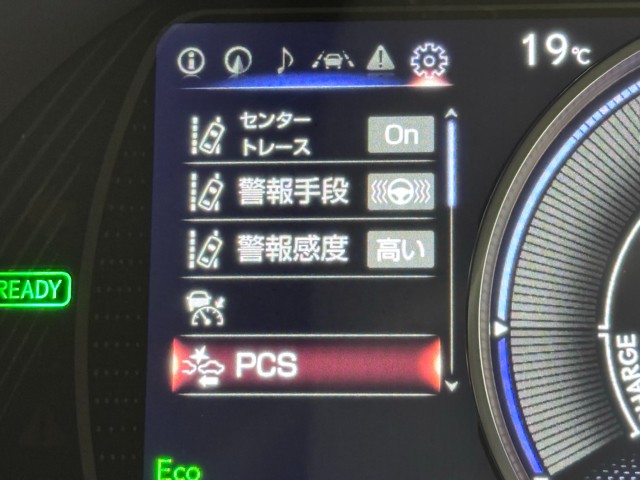 19℃
センター
トレース
On
警報手段
警報感度
高い
READY
PCS
Eco